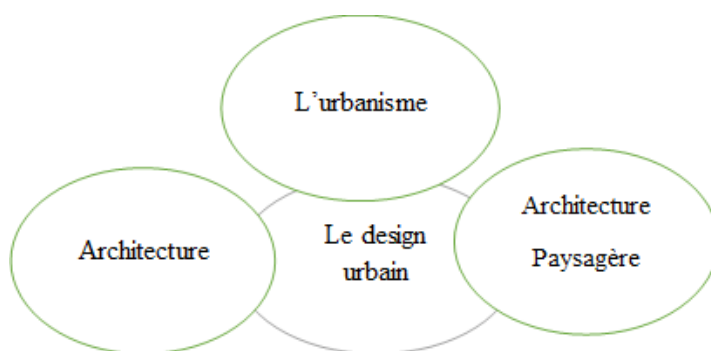 L'urbanisme
Architecture
Le design
urbain
Architecture
Paysagère